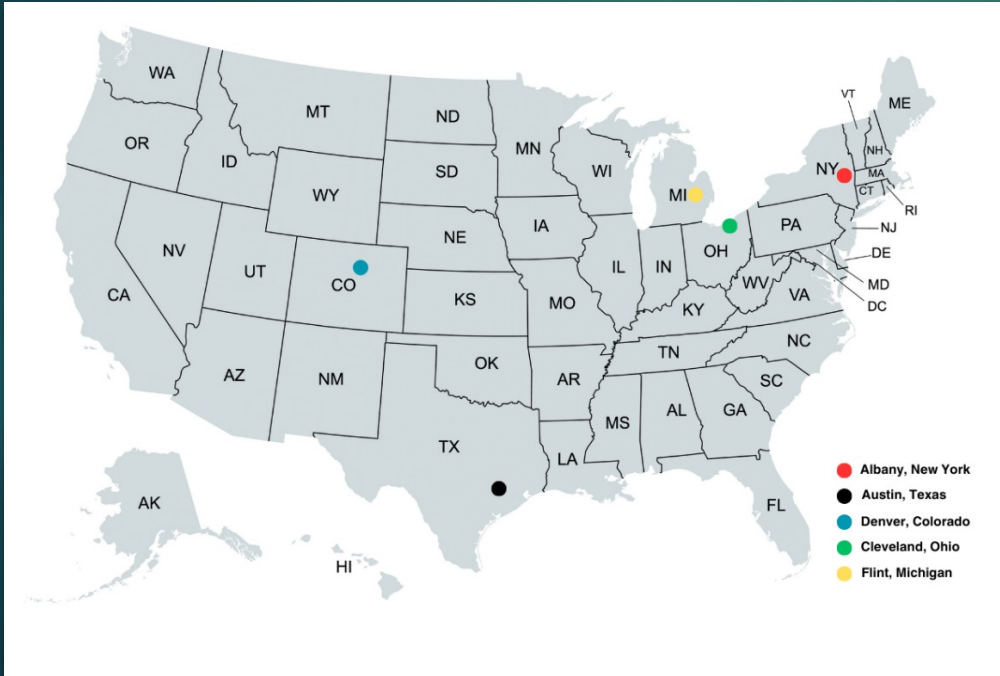 WA
MT
ND
MN
VT
ME
OR
ID
SD
WI
MI
NY
NH
MA
CT
RI
WY
NE
IA
PA
NJ
NV
UT
CO
IL
IN
OH
DE
WV
MD
DC
VA
CA
KS
MO
KY
NC
AZ
NM
OK
AR
TN
SC
TX
MS
AL
GA
LA
FL
AK
HI
Albany, New York
Austin, Texas
Denver, Colorado
Cleveland, Ohio
Flint, Michigan